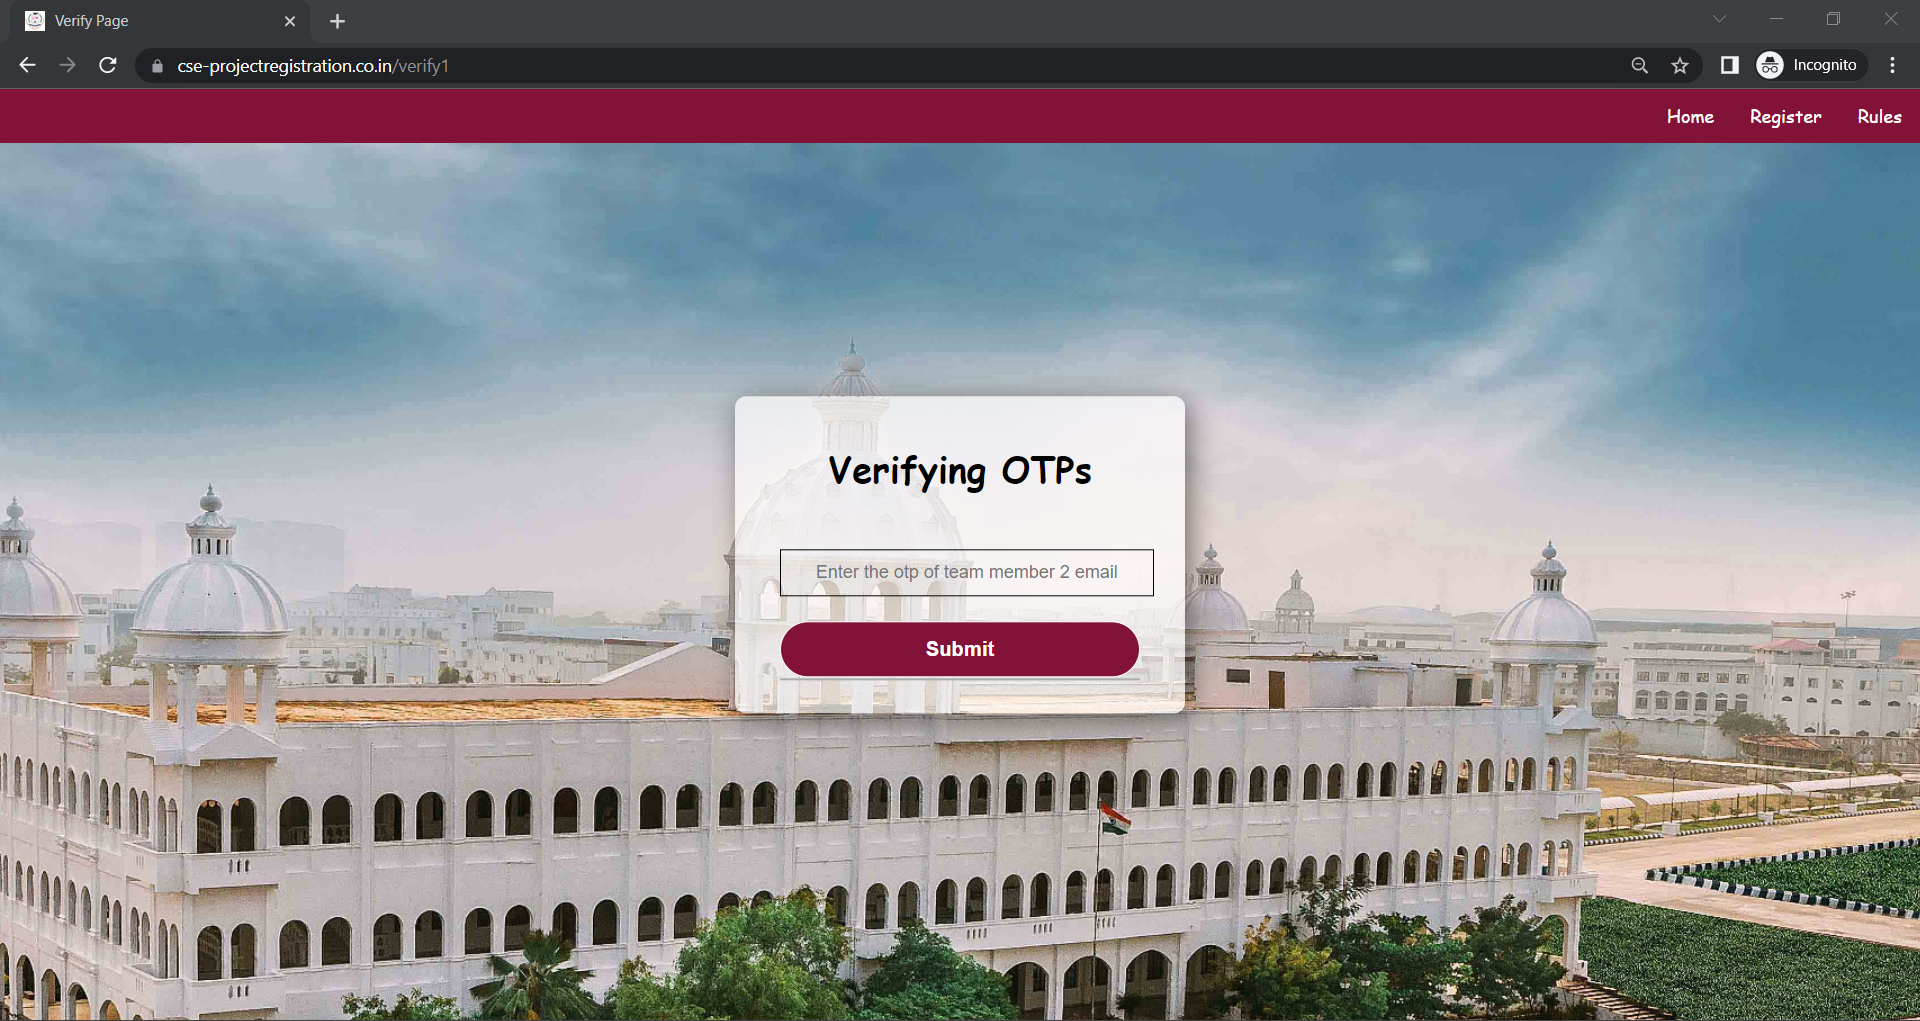 Verify Page
cse-projectregistration.co.in/verify1
Incognito
Home Register Rules
Verifying OTPs
Enter the otp of team member 2 email
Submit